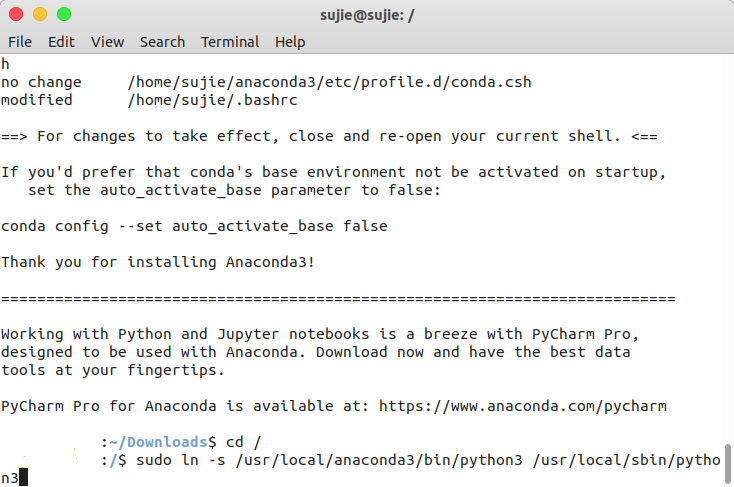 sujie@sujie: /
File Edit View Search Terminal Help
h
no change     /home/sujie/anaconda3/etc/profile.d/conda.csh
modified      /home/sujie/.bashrc
==> For changes to take effect, close and re-open your current shell. <==
If you'd prefer that conda's base environment not be activated on startup,
   set the auto_activate_base parameter to false:
conda config --set auto_activate_base false
Thank you for installing Anaconda3!
===========================================================================
Working with Python and Jupyter notebooks is a breeze with PyCharm Pro,
designed to be used with Anaconda. Download now and have the best data
tools at your fingertips.
PyCharm Pro for Anaconda is available at: https://www.anaconda.com/pycharm
:~/Downloads$ cd /
:/$ sudo ln -s /usr/local/anaconda3/bin/python3 /usr/local/sbin/pytho
n3